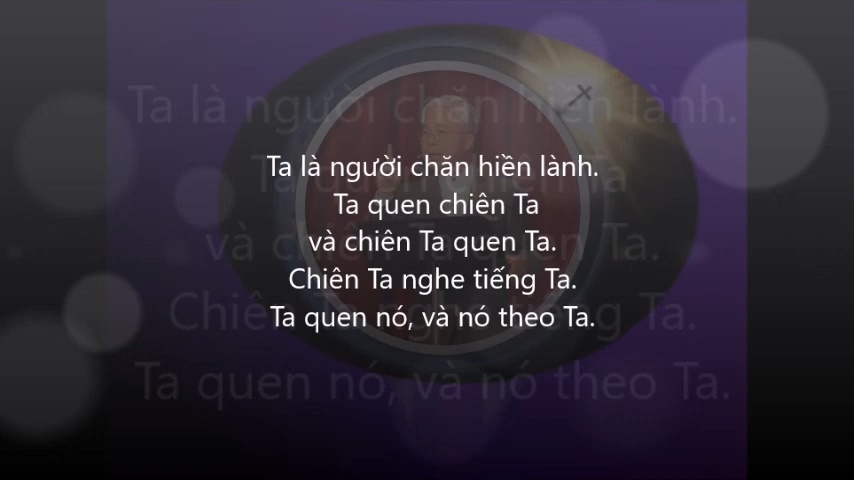 Ta là người chăn hiền lành.
Ta quen chiên Ta
và chiên Ta quen Ta.
Chiên Ta nghe tiếng Ta.
Ta quen nó, và nó theo Ta.